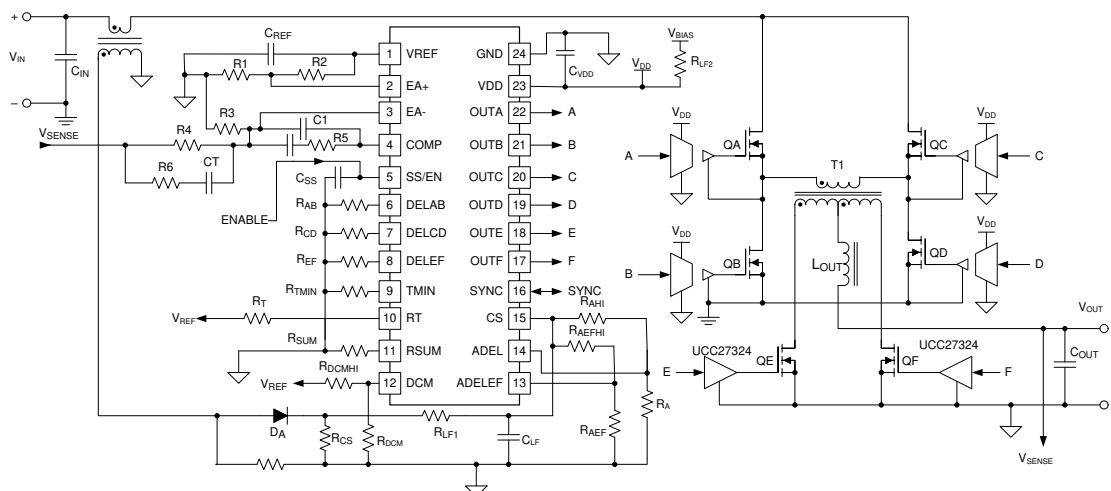 +
VIN
CIN
−
VSENSE
CREF
R1
R2
R3
C1
R4
R5
R6
CT
CSS
ENABLE
RAB
RCD
REF
RTMIN
RT
VREF
RSUM
RDCMHI
VREF
DA
RCS
RDCM
RLF1
CLF
1 VREF
2 EA+
3 EA-
4 COMP
5 SS/EN
6 DELAB
7 DELCD
8 DELEF
9 TMIN
10 RT
11 RSUM
12 DCM
GND 24
VDD 23
OUTA 22
OUTB 21
OUTC 20
OUTD 19
OUTE 18
OUTF 17
SYNC 16
CS 15
ADEL 14
ADELEF 13
A
B
C
D
E
F
SYNC
CVDD
VDD
VBIAS
RLF2
RAHI
RAEFHI
RA
RAEF
VDD
A
QA
VDD
B
QB
T1
LOUT
QC
VDD
C
QD
VDD
D
UCC27324
E
QE
UCC27324
QF
F
VOUT
COUT
VSENSE